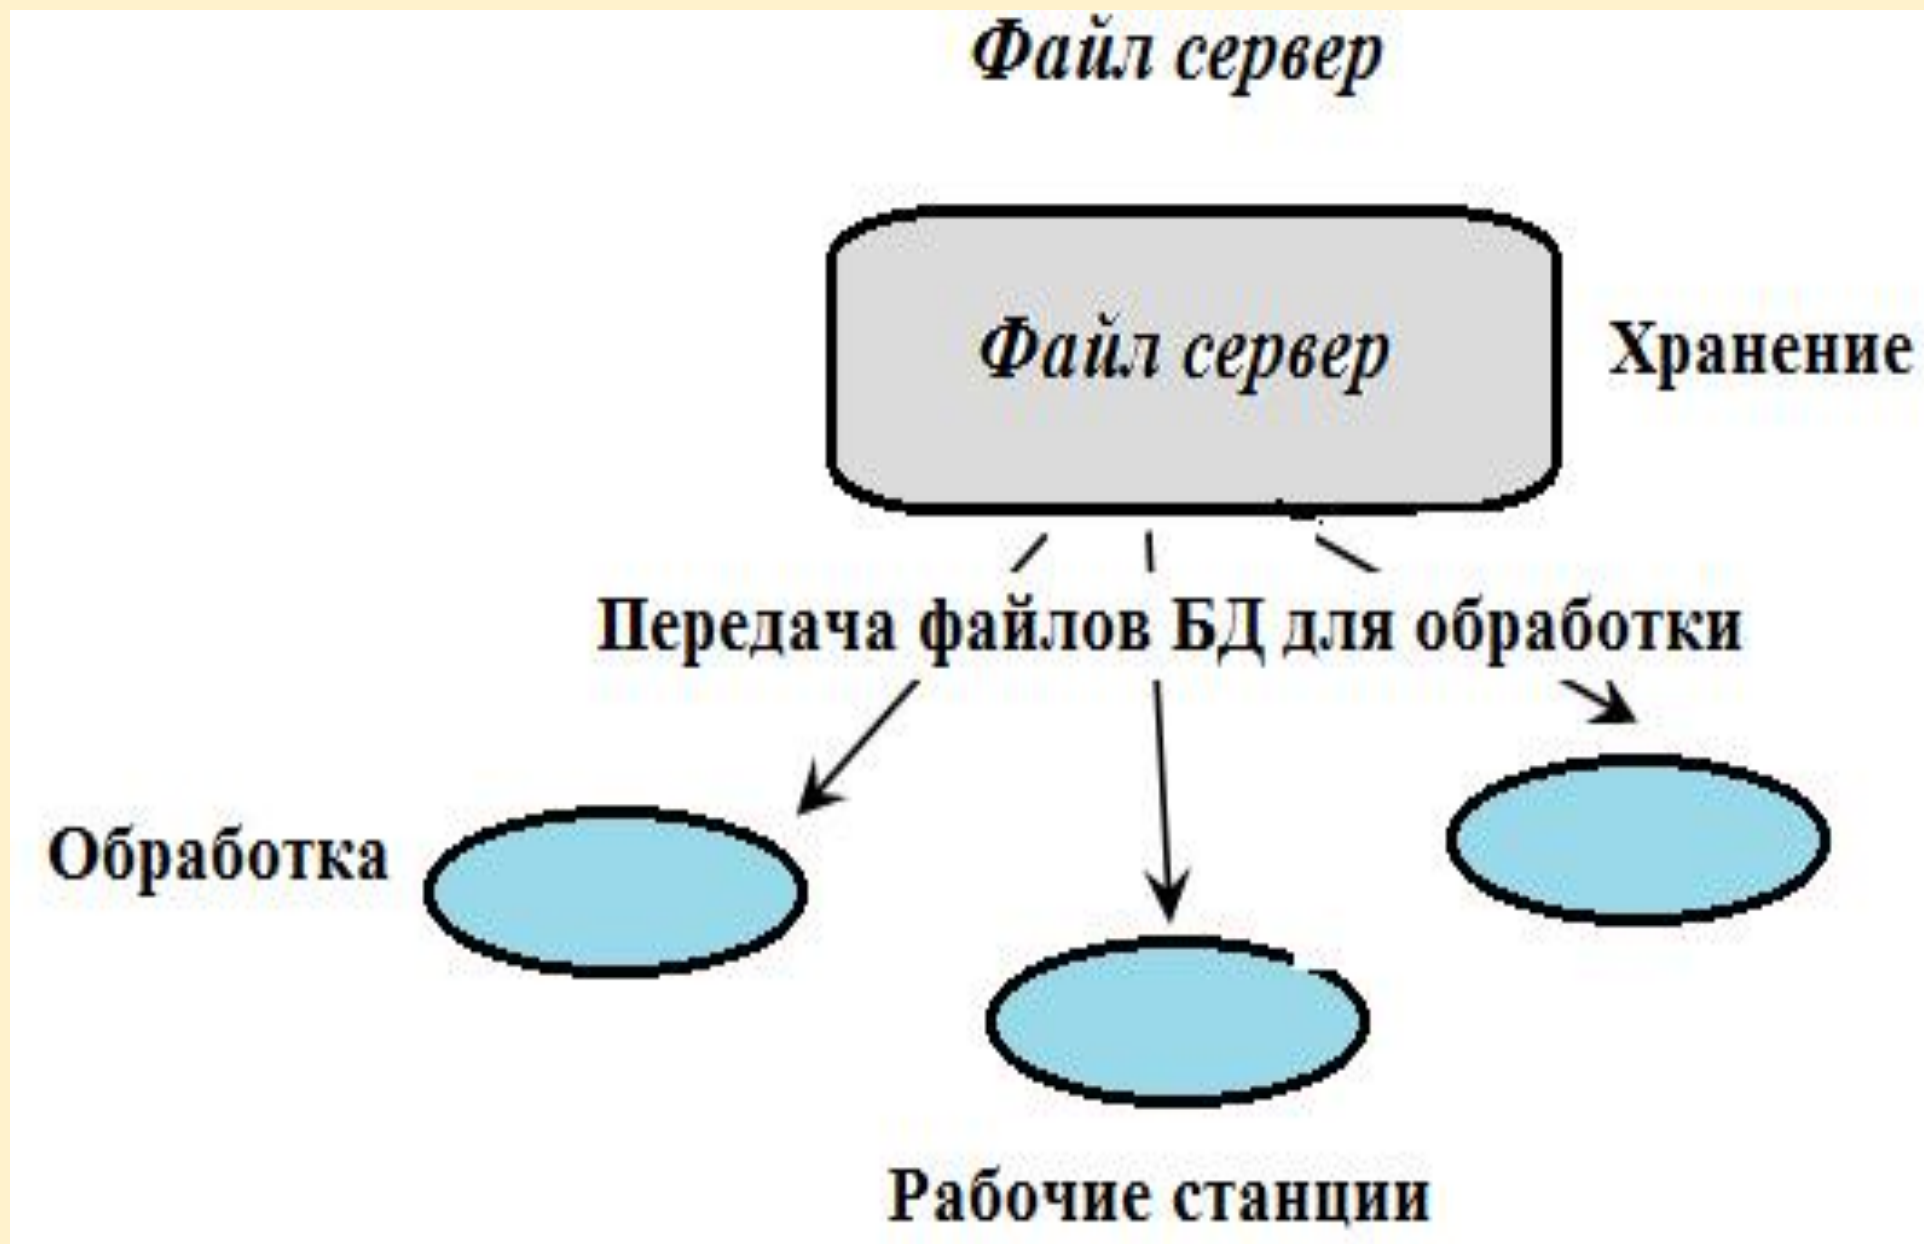 Файл сервер
Файл сервер
Хранение
Передача файлов БД для обработки
Обработка
Рабочие станции